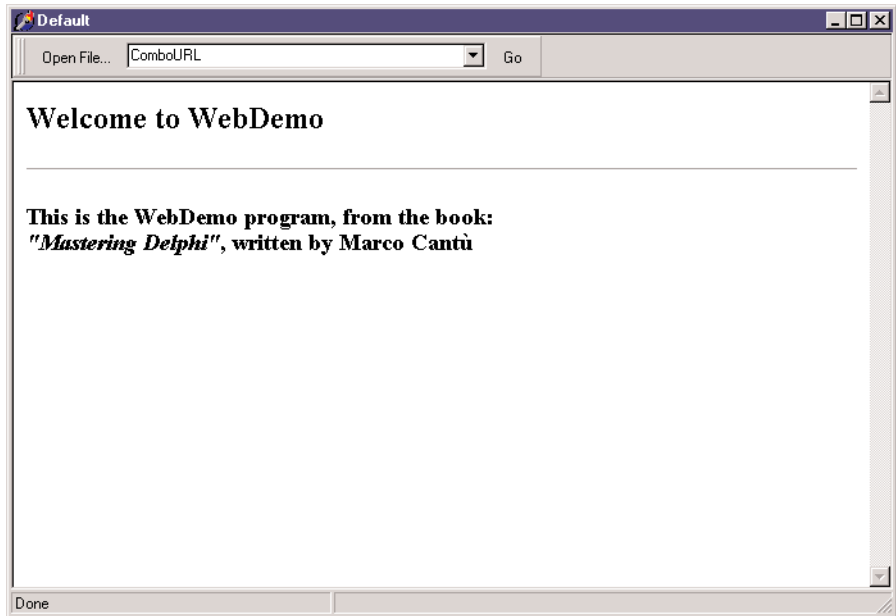 Default
Open File... ComboURL Go
Welcome to WebDemo
This is the WebDemo program, from the book:
"Mastering Delphi", written by Marco Cantù
Done